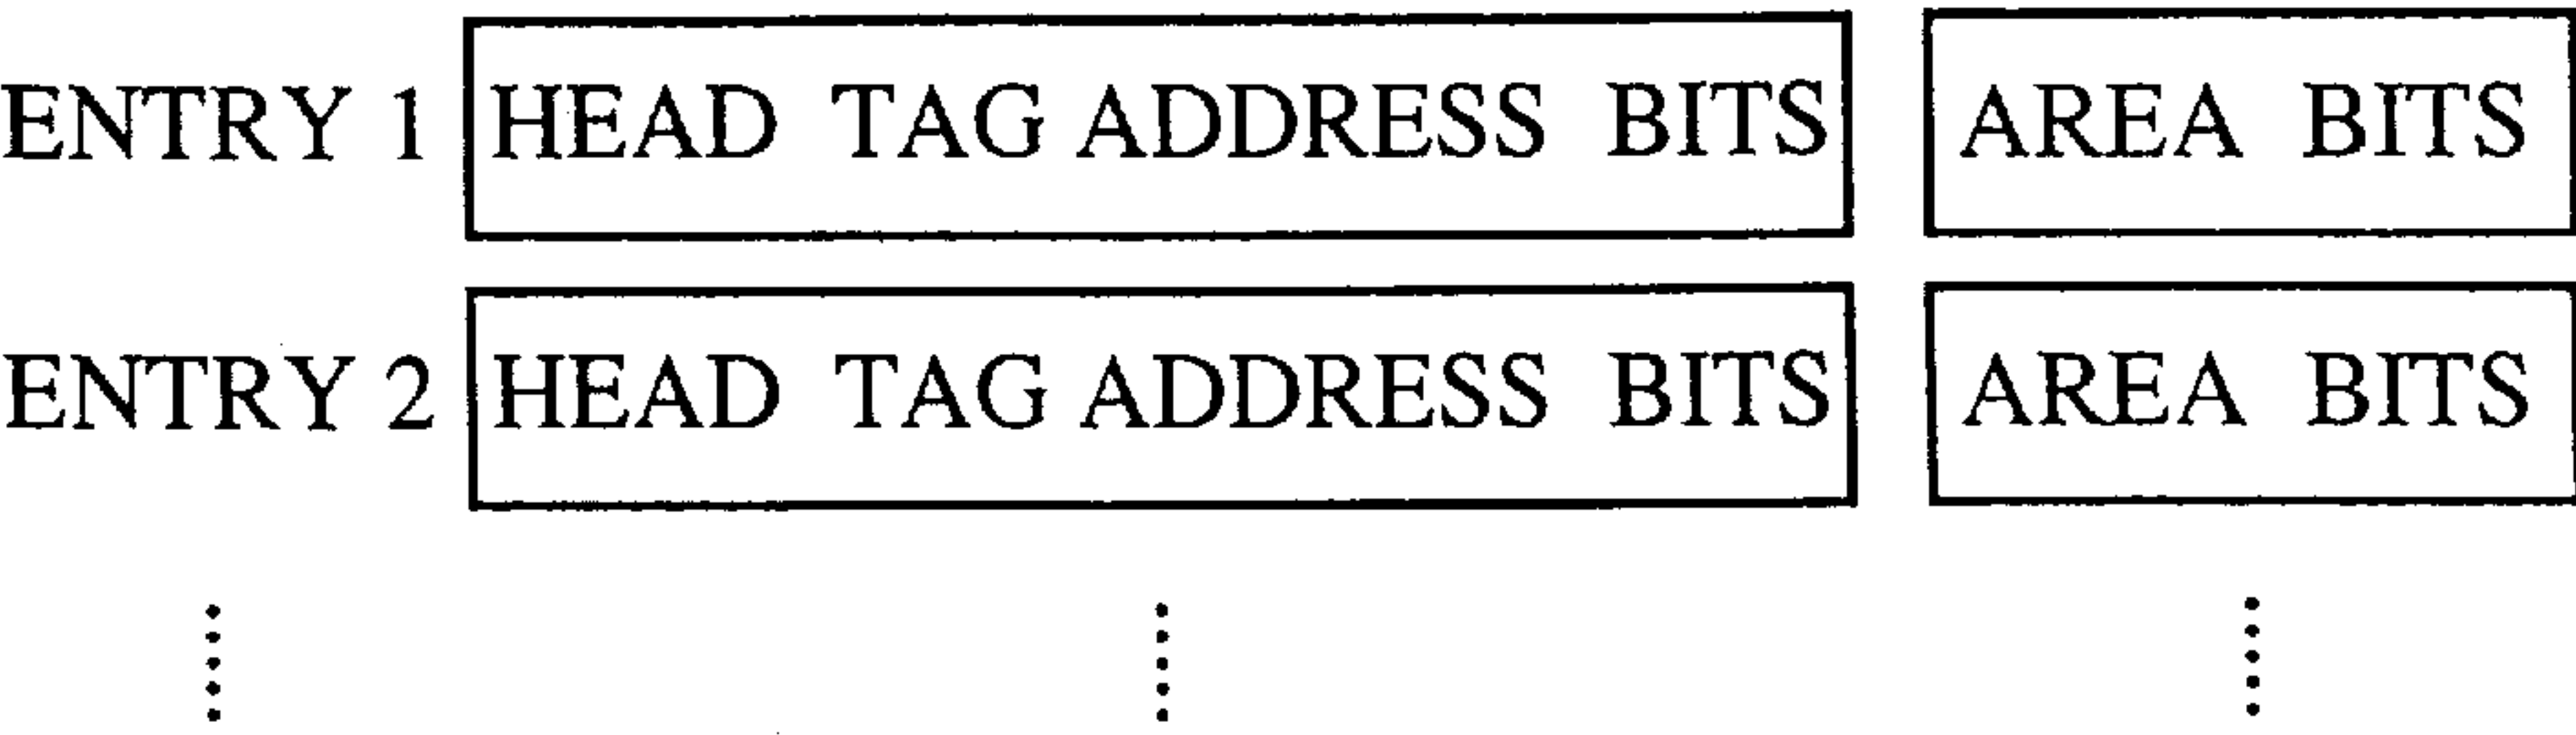 ENTRY 1 HEAD TAG ADDRESS BITS AREA BITS
ENTRY 2 HEAD TAG ADDRESS BITS AREA BITS